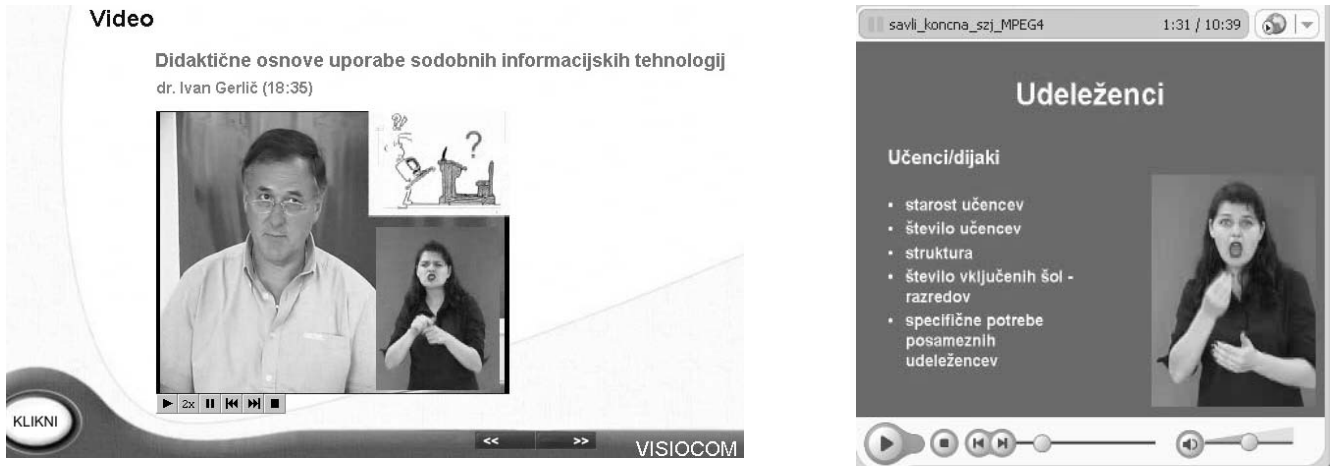 Video
Didaktične osnove uporabe sodobnih informacijskih tehnologij
dr. Ivan Gerlič (18:35)
?!
?
2x
KLIKNI
<< >>
VISIOCOM
savli_koncna_szj_MPEG4 1:31 / 10:39
Udeleženci
Učenci/dijaki
• starost učencev
• število učencev
• struktura
• število vključenih šol -
razredov
• specifične potrebe
posameznih
udeležencev